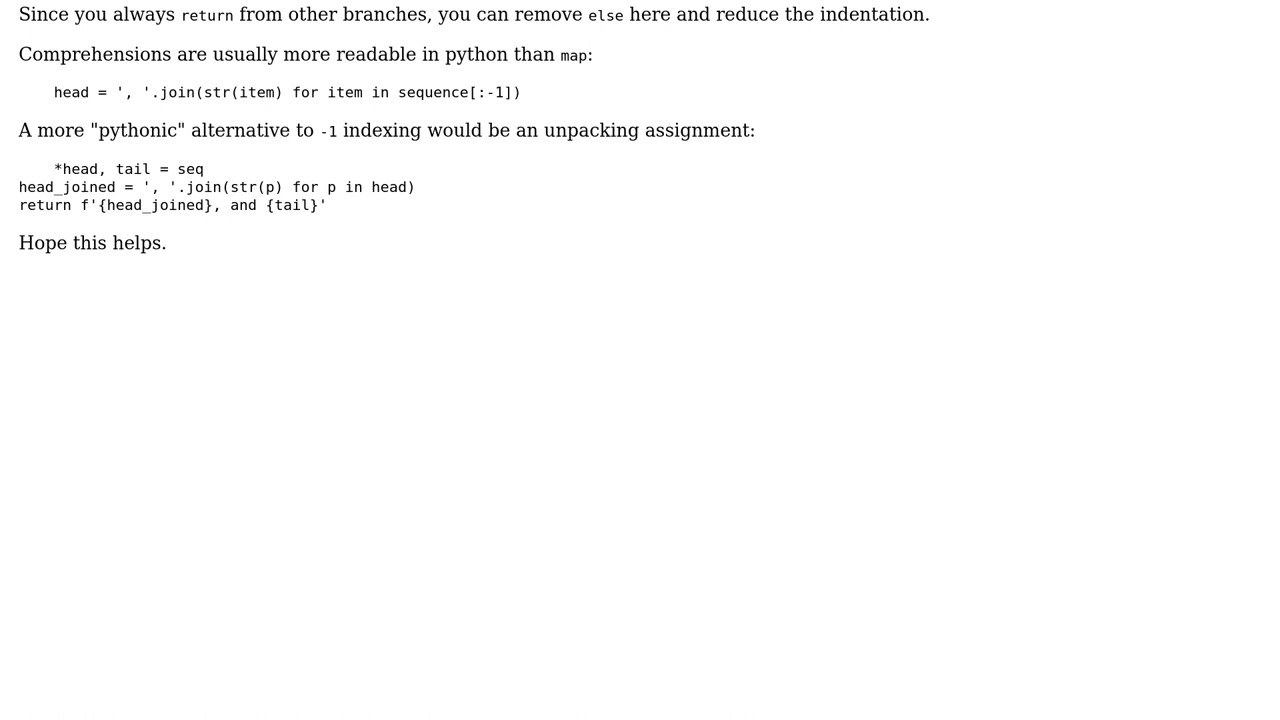 Since you always return from other branches, you can remove else here and reduce the indentation.
Comprehensions are usually more readable in python than map:
head = ', '.join(str(item) for item in sequence[:-1])
A more "pythonic" alternative to -1 indexing would be an unpacking assignment:
*head, tail = seq
head_joined = ', '.join(str(p) for p in head)
return f'{head_joined}, and {tail}'
Hope this helps.